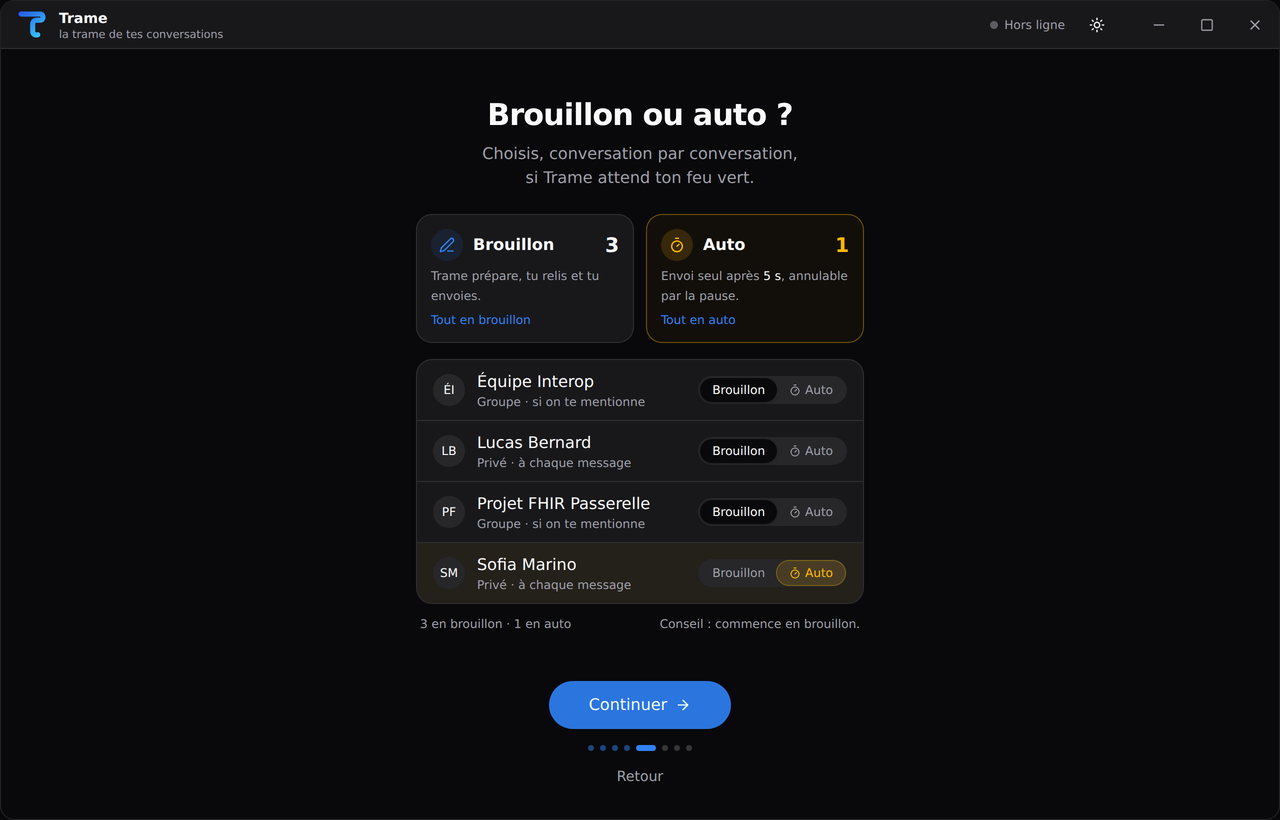 Trame
la trame de tes conversations
Hors ligne
Brouillon ou auto ?
Choisis, conversation par conversation,
si Trame attend ton feu vert.
Brouillon 3
Trame prépare, tu relis et tu
envoies.
Tout en brouillon
Auto 1
Envoi seul après 5 s, annulable
par la pause.
Tout en auto
ÉI
Équipe Interop
Groupe · si on te mentionne
Brouillon Auto
LB
Lucas Bernard
Privé · à chaque message
Brouillon Auto
PF
Projet FHIR Passerelle
Groupe · si on te mentionne
Brouillon Auto
SM
Sofia Marino
Privé · à chaque message
Brouillon Auto
3 en brouillon · 1 en auto
Conseil : commence en brouillon.
Continuer →
Retour